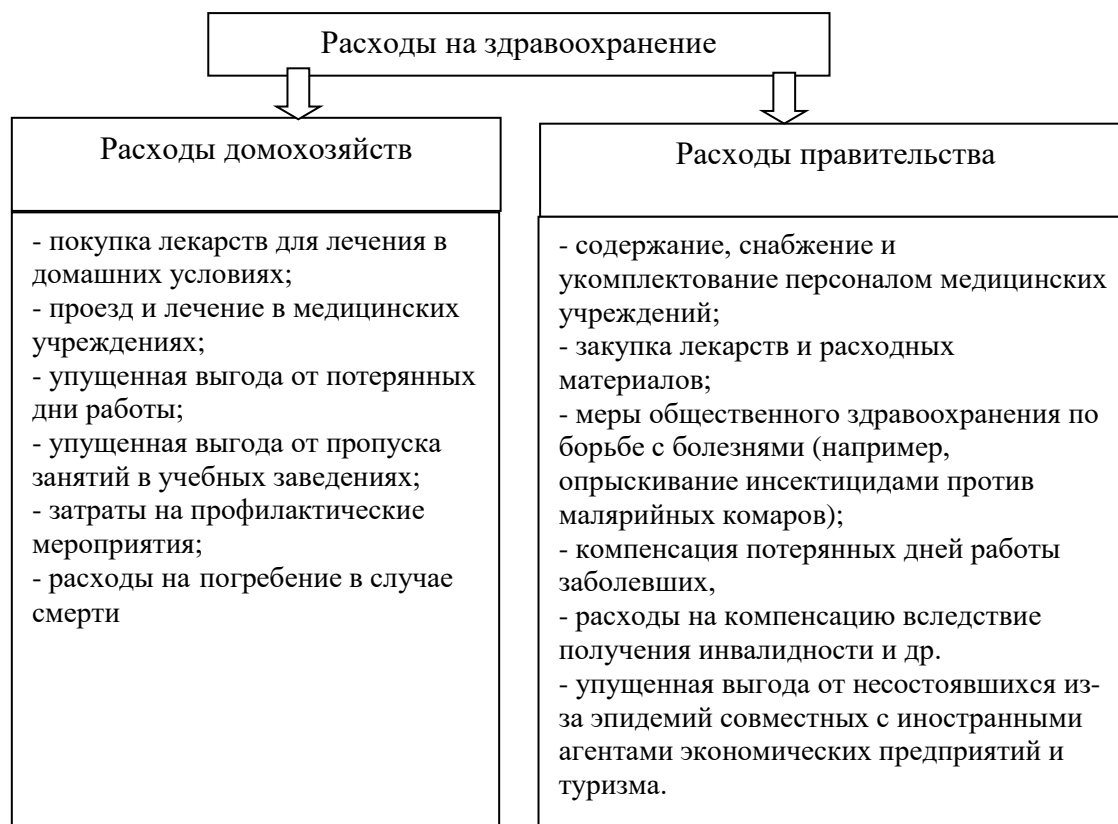 Расходы на здравоохранение
Расходы домохозяйств
- покупка лекарств для лечения в
домашних условиях;
- проезд и лечение в медицинских
учреждениях;
- упущенная выгода от потерянных
дни работы;
- упущенная выгода от пропуска
занятий в учебных заведениях;
- затраты на профилактические
мероприятия;
- расходы на погребение в случае
смерти
Расходы правительства
- содержание, снабжение и
укомплектование персоналом медицинских
учреждений;
- закупка лекарств и расходных
материалов;
- меры общественного здравоохранения по
борьбе с болезнями (например,
опрыскивание инсектицидами против
малярийных комаров);
- компенсация потерянных дней работы
заболевших,
- расходы на компенсацию вследствие
получения инвалидности и др.
- упущенная выгода от несостоявшихся из-
за эпидемий совместных с иностранными
агентами экономических предприятий и
туризма.